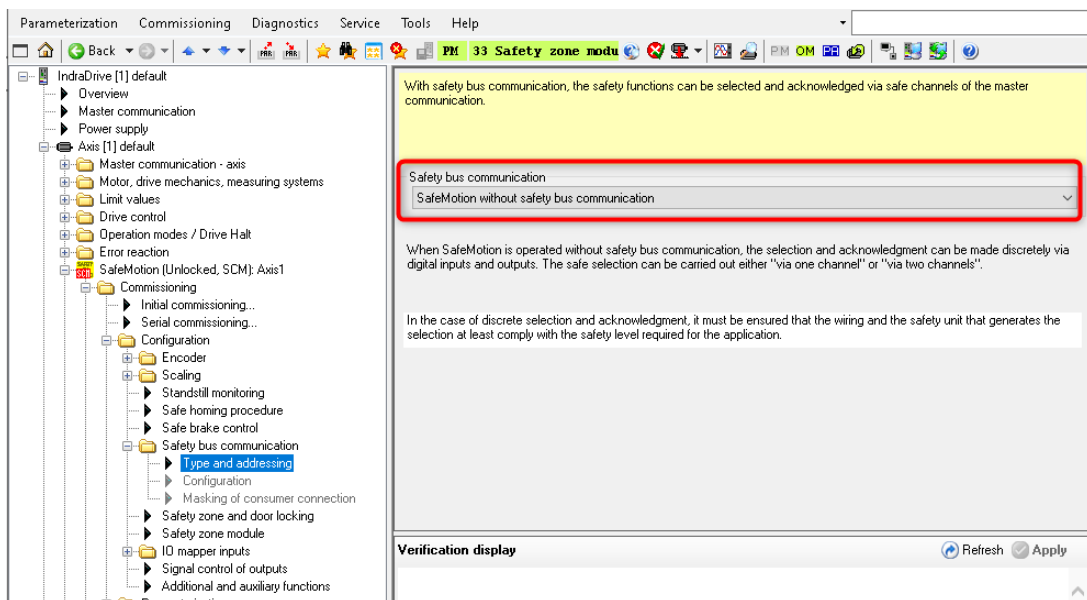 Parameterization Commissioning Diagnostics Service Tools Help
Back PM 33 Safety zone modu PM OM PA
IndraDrive [1] default
Overview
Master communication
Power supply
Axis [1] default
Master communication - axis
Motor, drive mechanics, measuring systems
Limit values
Drive control
Operation modes / Drive Halt
Error reaction
SafeMotion (Unlocked, SCM): Axis1
Commissioning
Initial commissioning...
Serial commissioning...
Configuration
Encoder
Scaling
Standstill monitoring
Safe homing procedure
Safe brake control
Safety bus communication
Type and addressing
Configuration
Masking of consumer connection
Safety zone and door locking
Safety zone module
IO mapper inputs
Signal control of outputs
Additional and auxiliary functions
With safety bus communication, the safety functions can be selected and acknowledged via safe channels of the master
communication.
Safety bus communication
SafeMotion without safety bus communication
When SafeMotion is operated without safety bus communication, the selection and acknowledgment can be made discretely via
digital inputs and outputs. The safe selection can be carried out either "via one channel" or "via two channels".
In the case of discrete selection and acknowledgment, it must be ensured that the wiring and the safety unit that generates the
selection at least comply with the safety level required for the application.
Verification display Refresh Apply